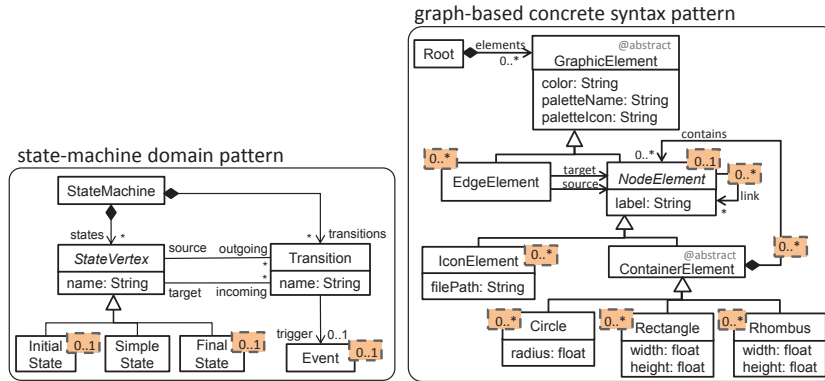 state-machine domain pattern
StateMachine
states
*
transitions
*
StateVertex
name: String
source
outgoing
*
target
incoming
*
Transition
name: String
Initial
State
0..1
Simple
State
Final
State
0..1
trigger
0..1
Event
0..1
graph-based concrete syntax pattern
Root
elements
0..*
@abstract
GraphicElement
color: String
paletteName: String
paletteIcon: String
0..*
EdgeElement
target
source
contains
0..*
0..1
NodeElement
label: String
0..*
link
*
IconElement
0..*
filePath: String
@abstract
ContainerElement
0..*
0..*
Circle
radius: float
0..*
Rectangle
width: float
height: float
0..*
Rhombus
width: float
height: float